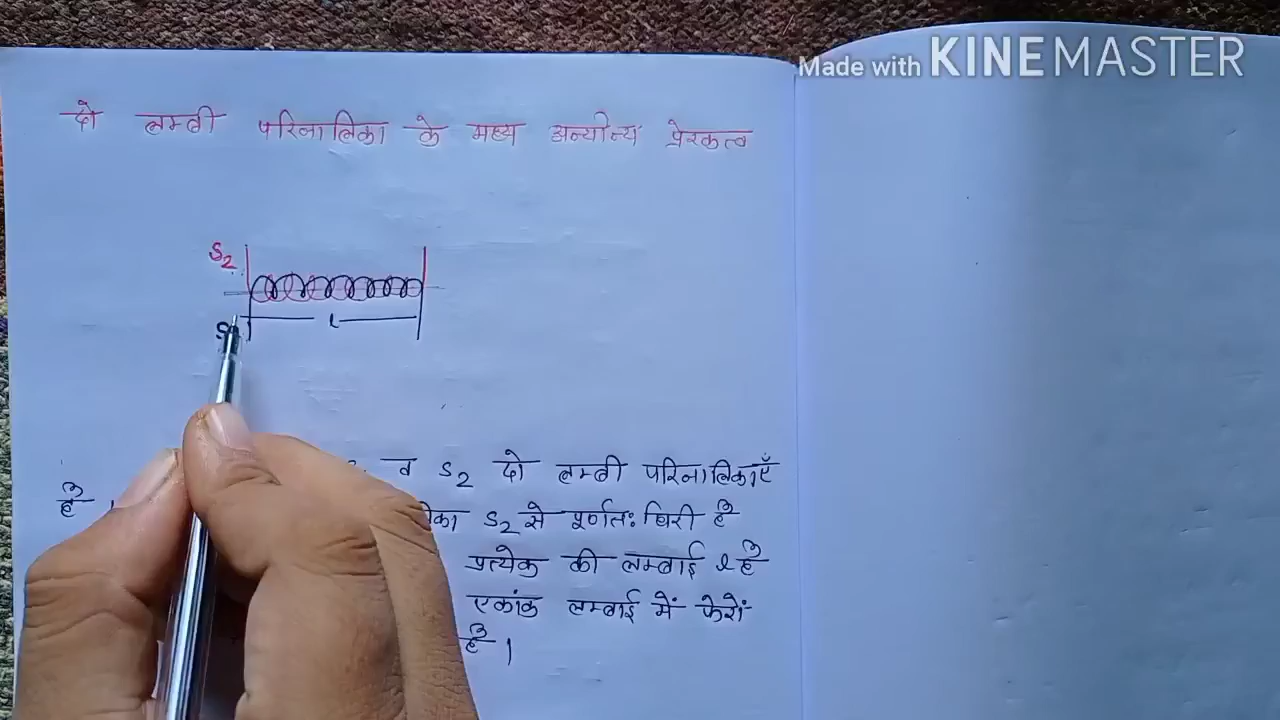 Made with KINEMASTER
दो लम्बी परिनालिका के मध्य अन्योन्य प्रेरकत्व
S₂
l
व S₂ दो लम्बी परिनालिकाएँ
है । S₂ से पूर्णतः घिरी है
प्रत्येक की लम्बाई l है
एकांक लम्बाई में फेरों
है ।